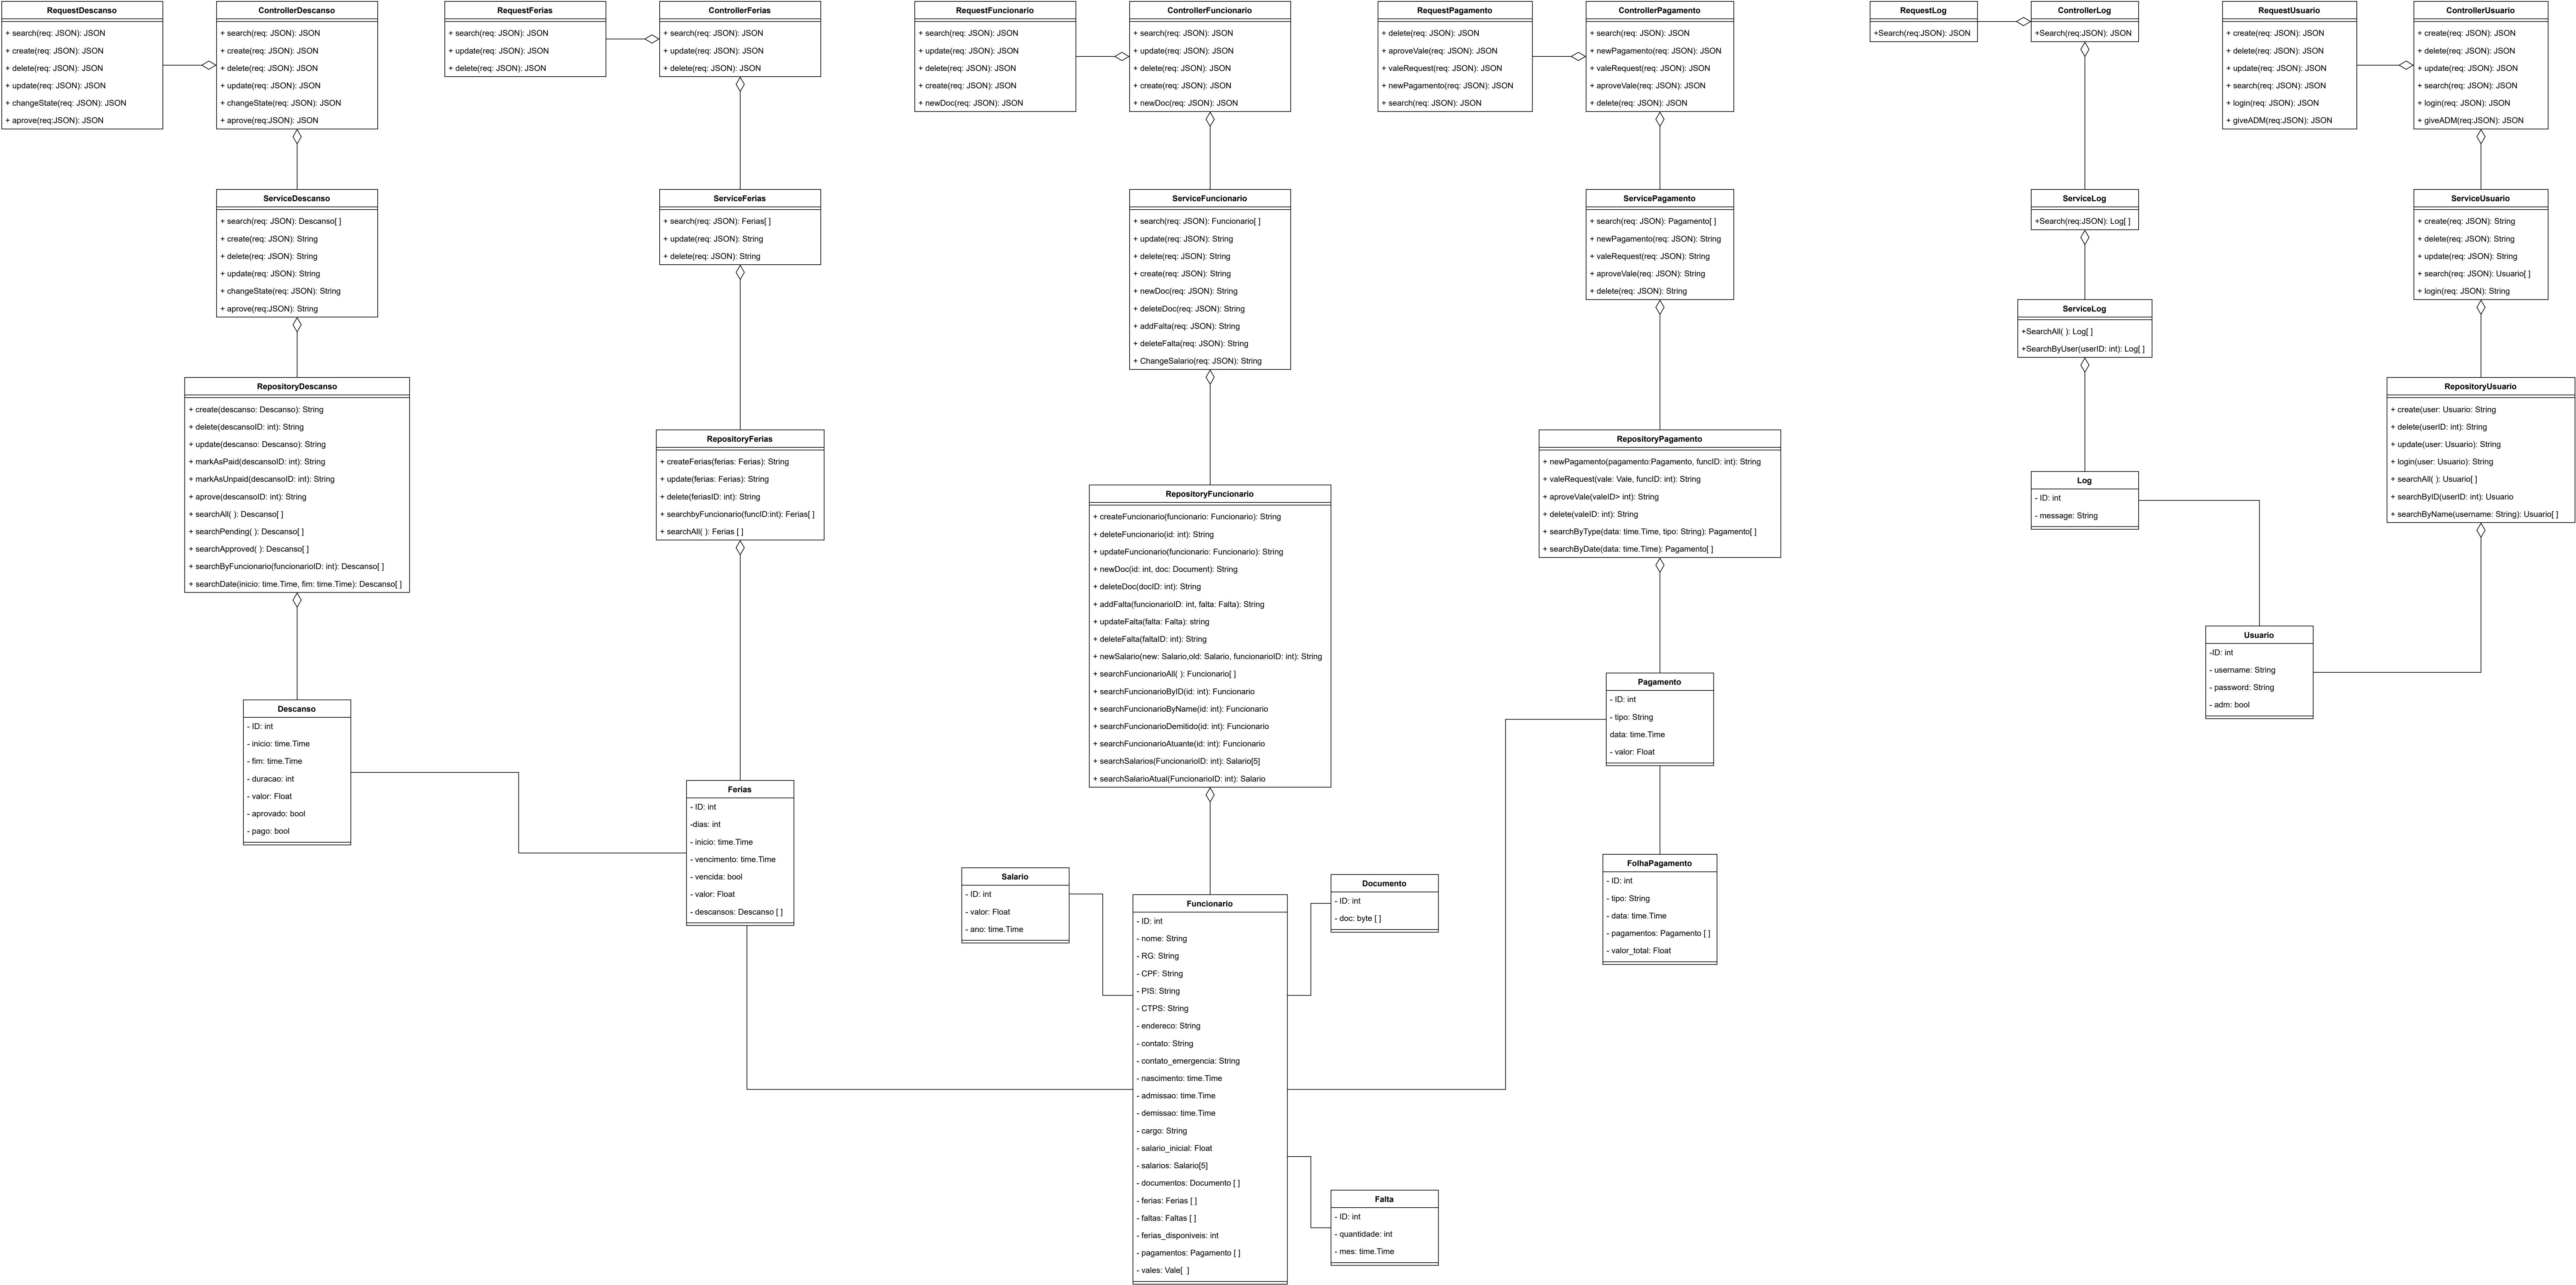 RequestDescanso
+ search(req: JSON): JSON
+ create(req: JSON): JSON
+ delete(req: JSON): JSON
+ update(req: JSON): JSON
+ changeState(req: JSON): JSON
+ aprove(req:JSON): JSON
ControllerDescanso
+ search(req: JSON): JSON
+ create(req: JSON): JSON
+ delete(req: JSON): JSON
+ update(req: JSON): JSON
+ changeState(req: JSON): JSON
+ aprove(req:JSON): JSON
RequestFerias
+ search(req: JSON): JSON
+ update(req: JSON): JSON
+ delete(req: JSON): JSON
ControllerFerias
+ search(req: JSON): JSON
+ update(req: JSON): JSON
+ delete(req: JSON): JSON
RequestFuncionario
+ search(req: JSON): JSON
+ update(req: JSON): JSON
+ delete(req: JSON): JSON
+ create(req: JSON): JSON
+ newDoc(req: JSON): JSON
ControllerFuncionario
+ search(req: JSON): JSON
+ update(req: JSON): JSON
+ delete(req: JSON): JSON
+ create(req: JSON): JSON
+ newDoc(req: JSON): JSON
RequestPagamento
+ delete(req: JSON): JSON
+ aproveVale(req: JSON): JSON
+ valeRequest(req: JSON): JSON
+ newPagamento(req: JSON): JSON
+ search(req: JSON): JSON
ControllerPagamento
+ search(req: JSON): JSON
+ newPagamento(req: JSON): JSON
+ valeRequest(req: JSON): JSON
+ aproveVale(req: JSON): JSON
+ delete(req: JSON): JSON
RequestLog
+Search(req:JSON): JSON
ControllerLog
+Search(req:JSON): JSON
RequestUsuario
+ create(req: JSON): JSON
+ delete(req: JSON): JSON
+ update(req: JSON): JSON
+ search(req: JSON): JSON
+ login(req: JSON): JSON
+ giveADM(req:JSON): JSON
ControllerUsuario
+ create(req: JSON): JSON
+ delete(req: JSON): JSON
+ update(req: JSON): JSON
+ search(req: JSON): JSON
+ login(req: JSON): JSON
+ giveADM(req:JSON): JSON
ServiceDescanso
+ search(req: JSON): Descanso[ ]
+ create(req: JSON): String
+ delete(req: JSON): String
+ update(req: JSON): String
+ changeState(req: JSON): String
+ aprove(req:JSON): String
ServiceFerias
+ search(req: JSON): Ferias[ ]
+ update(req: JSON): String
+ delete(req: JSON): String
ServiceFuncionario
+ search(req: JSON): Funcionario[ ]
+ update(req: JSON): String
+ delete(req: JSON): String
+ create(req: JSON): String
+ newDoc(req: JSON): String
+ deleteDoc(req: JSON): String
+ addFalta(req: JSON): String
+ deleteFalta(req: JSON): String
+ ChangeSalario(req: JSON): String
ServicePagamento
+ search(req: JSON): Pagamento[ ]
+ newPagamento(req: JSON): String
+ valeRequest(req: JSON): String
+ aproveVale(req: JSON): String
+ delete(req: JSON): String
ServiceLog
+Search(req:JSON): Log[ ]
ServiceUsuario
+ create(req: JSON): String
+ delete(req: JSON): String
+ update(req: JSON): String
+ search(req: JSON): Usuario[ ]
+ login(req: JSON): String
ServiceLog
+SearchAll( ): Log[ ]
+SearchByUser(userID: int): Log[ ]
RepositoryDescanso
+ create(descanso: Descanso): String
+ delete(descansoID: int): String
+ update(descanso: Descanso): String
+ markAsPaid(descansoID: int): String
+ markAsUnpaid(descansoID: int): String
+ aprove(descansoID: int): String
+ searchAll( ): Descanso[ ]
+ searchPending( ): Descanso[ ]
+ searchApproved( ): Descanso[ ]
+ searchByFuncionario(funcionarioID: int): Descanso[ ]
+ searchDate(inicio: time.Time, fim: time.Time): Descanso[ ]
RepositoryFerias
+ createFerias(ferias: Ferias): String
+ update(ferias: Ferias): String
+ delete(feriasID: int): String
+ searchbyFuncionario(funcID:int): Ferias[ ]
+ searchAll( ): Ferias [ ]
RepositoryFuncionario
+ createFuncionario(funcionario: Funcionario): String
+ deleteFuncionario(id: int): String
+ updateFuncionario(funcionario: Funcionario): String
+ newDoc(id: int, doc: Document): String
+ deleteDoc(docID: int): String
+ addFalta(funcionarioID: int, falta: Falta): String
+ updateFalta(falta: Falta): string
+ deleteFalta(faltaID: int): String
+ newSalario(new: Salario,old: Salario, funcionarioID: int): String
+ searchFuncionarioAll( ): Funcionario[ ]
+ searchFuncionarioByID(id: int): Funcionario
+ searchFuncionarioByName(id: int): Funcionario
+ searchFuncionarioDemitido(id: int): Funcionario
+ searchFuncionarioAtuante(id: int): Funcionario
+ searchSalarios(FuncionarioID: int): Salario[5]
+ searchSalarioAtual(FuncionarioID: int): Salario
RepositoryPagamento
+ newPagamento(pagamento:Pagamento, funcID: int): String
+ valeRequest(vale: Vale, funcID: int): String
+ aproveVale(valeID> int): String
+ delete(valeID: int): String
+ searchByType(data: time.Time, tipo: String): Pagamento[ ]
+ searchByDate(data: time.Time): Pagamento[ ]
Log
- ID: int
- message: String
RepositoryUsuario
+ create(user: Usuario: String
+ delete(userID: int): String
+ update(user: Usuario): String
+ login(user: Usuario): String
+ searchAll( ): Usuario[ ]
+ searchByID(userID: int): Usuario
+ searchByName(username: String): Usuario[ ]
Usuario
-ID: int
- username: String
- password: String
- adm: bool
Descanso
- ID: int
- inicio: time.Time
- fim: time.Time
- duracao: int
- valor: Float
- aprovado: bool
- pago: bool
Ferias
- ID: int
-dias: int
- inicio: time.Time
- vencimento: time.Time
- vencida: bool
- valor: Float
- descansos: Descanso [ ]
Pagamento
- ID: int
- tipo: String
data: time.Time
- valor: Float
FolhaPagamento
- ID: int
- tipo: String
- data: time.Time
- pagamentos: Pagamento [ ]
- valor_total: Float
Salario
- ID: int
- valor: Float
- ano: time.Time
Documento
- ID: int
- doc: byte [ ]
Funcionario
- ID: int
- nome: String
- RG: String
- CPF: String
- PIS: String
- CTPS: String
- endereco: String
- contato: String
- contato_emergencia: String
- nascimento: time.Time
- admissao: time.Time
- demissao: time.Time
- cargo: String
- salario_inicial: Float
- salarios: Salario[5]
- documentos: Documento [ ]
- ferias: Ferias [ ]
- faltas: Faltas [ ]
- ferias_disponiveis: int
- pagamentos: Pagamento [ ]
- vales: Vale[  ]
Falta
- ID: int
- quantidade: int
- mes: time.Time